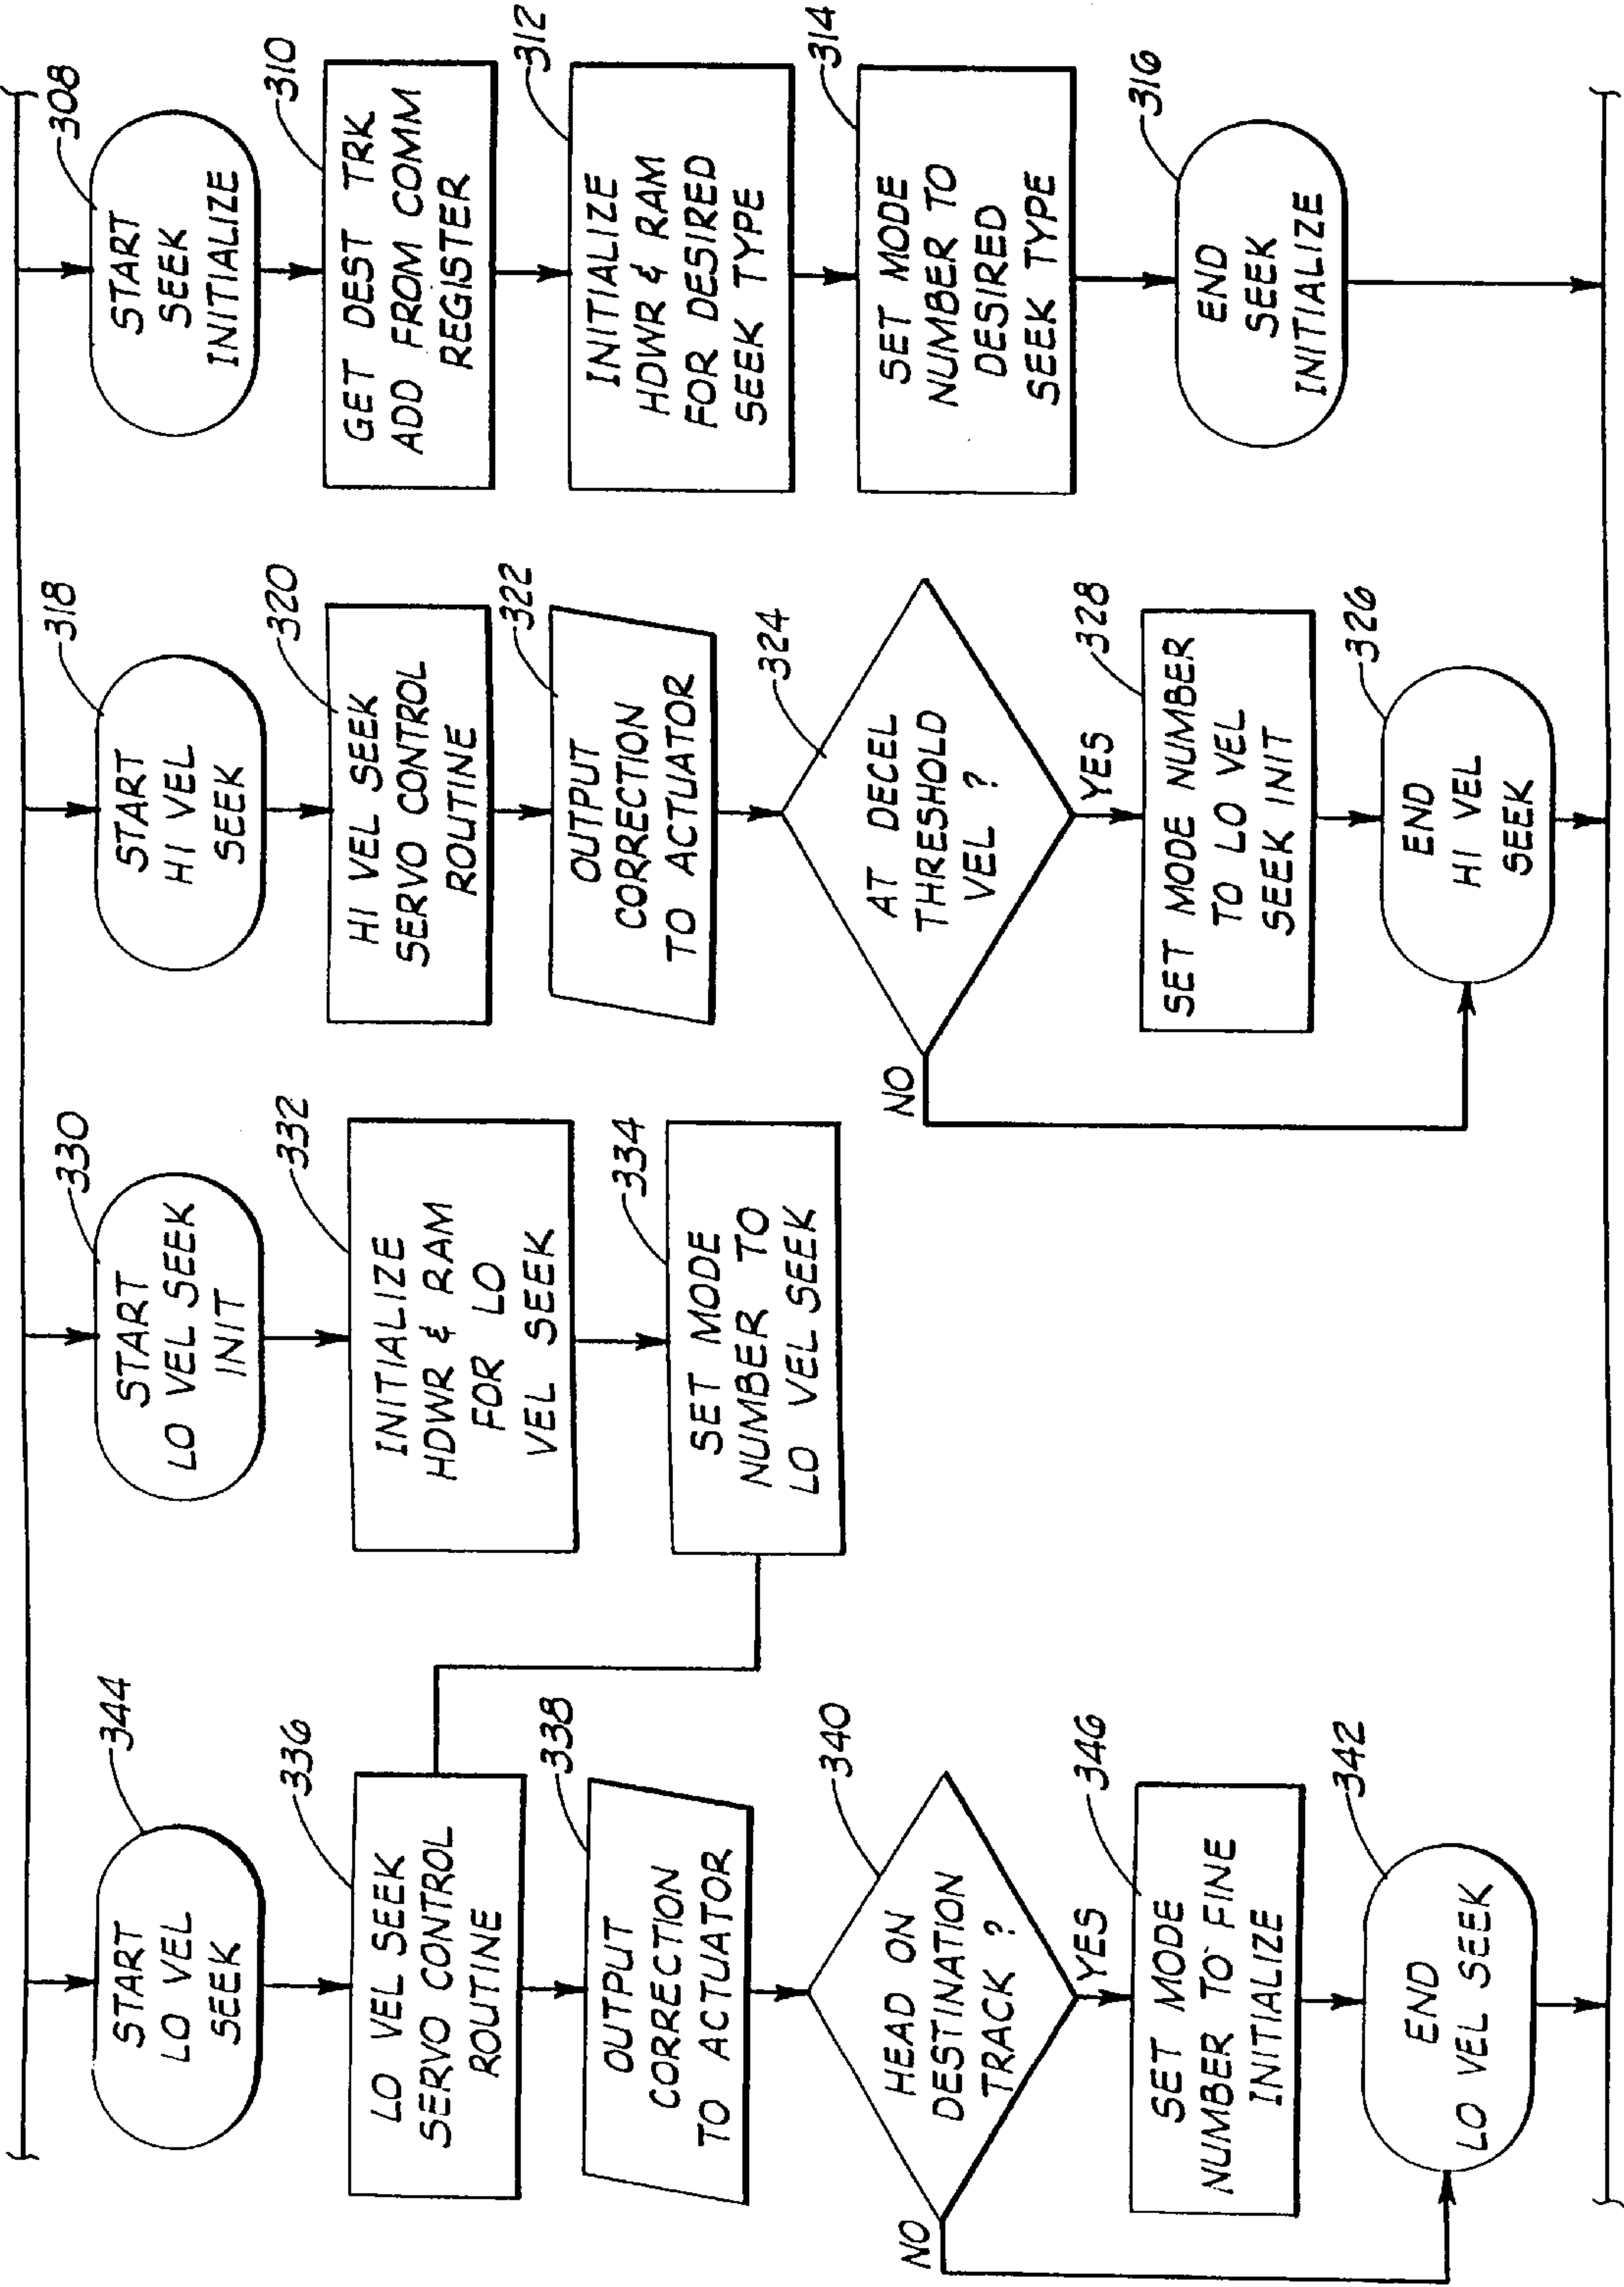 344
START
LO VEL
SEEK
336
LO VEL SEEK
SERVO CONTROL
ROUTINE
338
OUTPUT
CORRECTION
TO ACTUATOR
340
HEAD ON
DESTINATION
TRACK ?
NO
YES
346
SET MODE
NUMBER TO FINE
INITIALIZE
342
END
LO VEL SEEK
330
START
LO VEL SEEK
INIT
332
INITIALIZE
HDWR & RAM
FOR LO
VEL SEEK
334
SET MODE
NUMBER TO
LO VEL SEEK
318
START
HI VEL
SEEK
320
HI VEL SEEK
SERVO CONTROL
ROUTINE
322
OUTPUT
CORRECTION
TO ACTUATOR
324
AT DECEL
THRESHOLD
VEL ?
NO
YES
328
SET MODE NUMBER
TO LO VEL
SEEK INIT
326
END
HI VEL
SEEK
308
START
SEEK
INITIALIZE
310
GET DEST TRK
ADD FROM COMM
REGISTER
312
INITIALIZE
HDWR & RAM
FOR DESIRED
SEEK TYPE
314
SET MODE
NUMBER TO
DESIRED
SEEK TYPE
316
END
SEEK
INITIALIZE